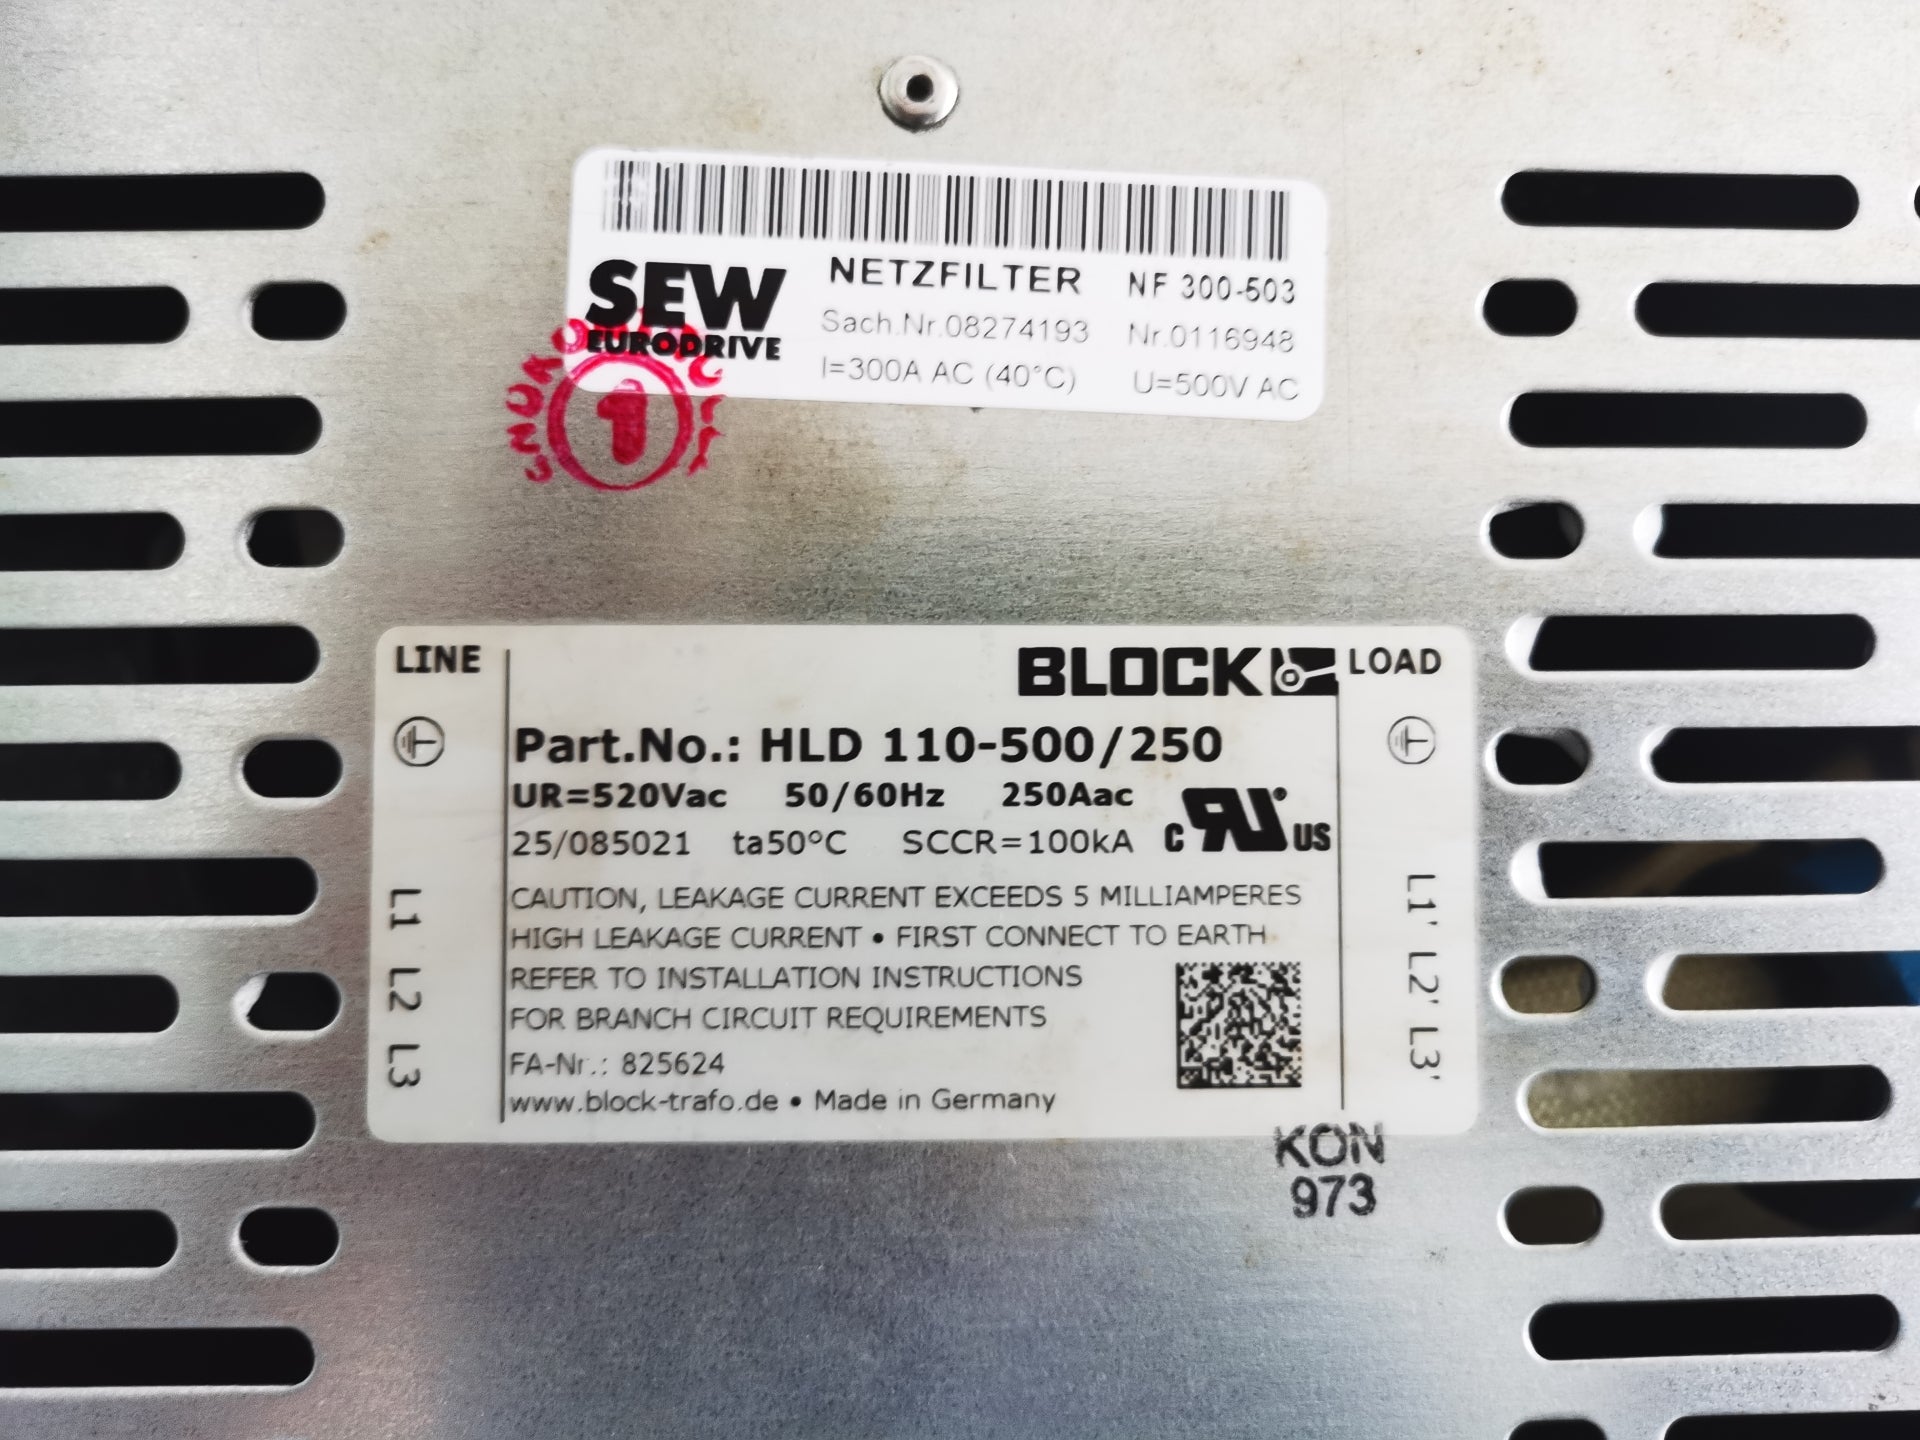 NETZFILTER NF 300-503
SEW
EURODRIVE
Sach.Nr.08274193 Nr.0116948
I=300A AC (40°C) U=500V AC
1
LINE
BLOCK
LOAD
Part.No.: HLD 110-500/250
UR=520Vac 50/60Hz 250Aac
25/085021 ta50°C SCCR=100kA
C RU US
CAUTION, LEAKAGE CURRENT EXCEEDS 5 MILLIAMPERES
HIGH LEAKAGE CURRENT • FIRST CONNECT TO EARTH
REFER TO INSTALLATION INSTRUCTIONS
FOR BRANCH CIRCUIT REQUIREMENTS
FA-Nr.: 825624
www.block-trafo.de • Made in Germany
L1 L2 L3
L1' L2' L3'
KON
973